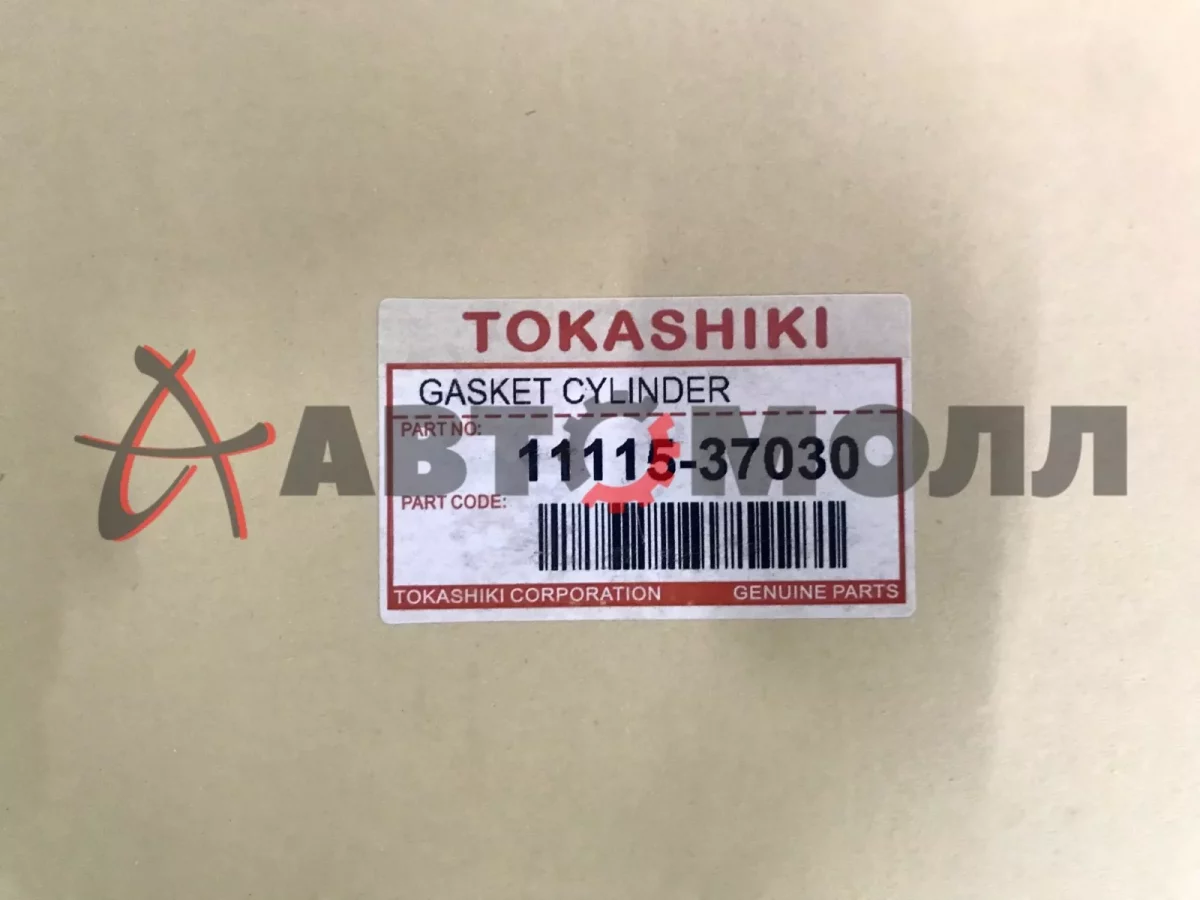 TOKASHIKI
GASKET CYLINDER
PART NO:
11115-37030
АВТОМОЛЛ
PART CODE:
TOKASHIKI CORPORATION GENUINE PARTS